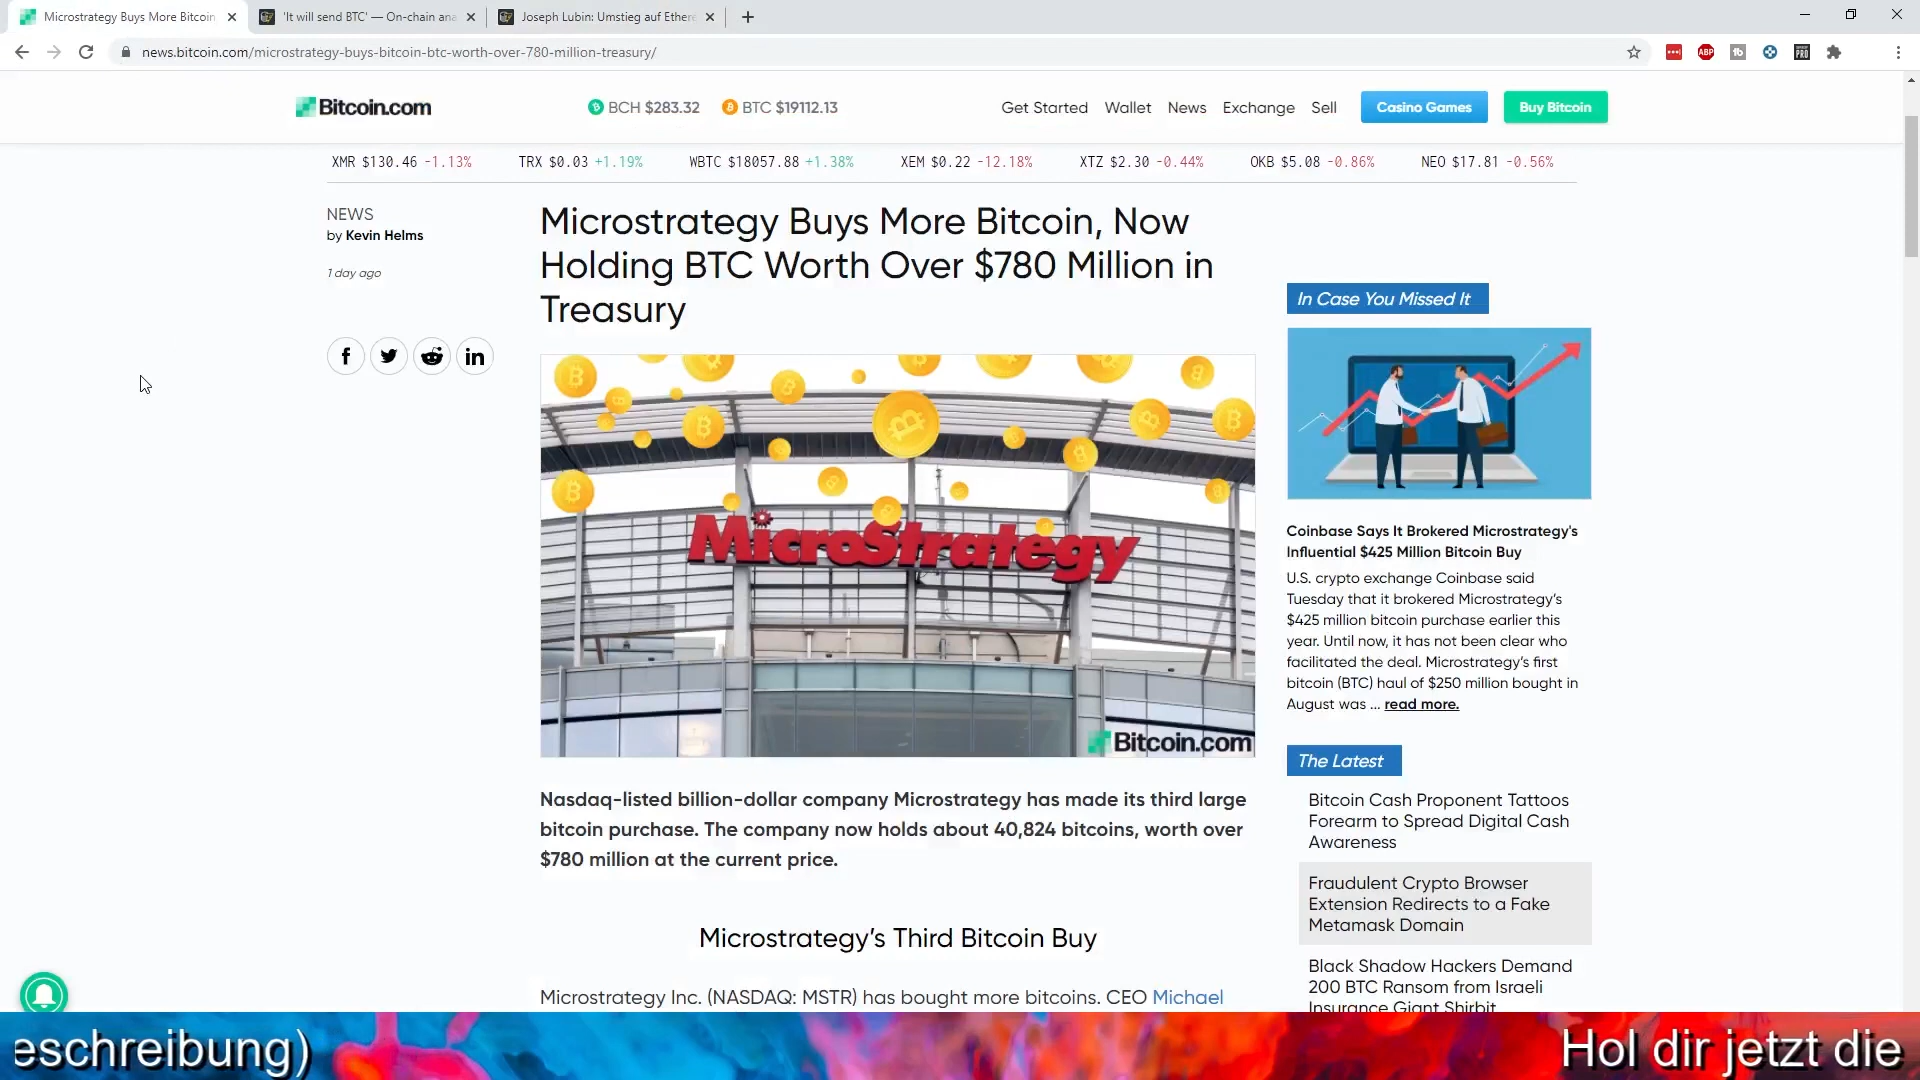 Microstrategy Buys More Bitcoin
'It will send BTC' — On-chain ana
Joseph Lubin: Umstieg auf Ether
news.bitcoin.com/microstrategy-buys-bitcoin-btc-worth-over-780-million-treasury/
ABP
PRO
Bitcoin.com
BCH $283.32
BTC $19112.13
Get Started
Wallet
News
Exchange
Sell
Casino Games
Buy Bitcoin
XMR $130.46 -1.13%
TRX $0.03 +1.19%
WBTC $18057.88 +1.38%
XEM $0.22 -12.18%
XTZ $2.30 -0.44%
OKB $5.08 -0.86%
NEO $17.81 -0.56%
NEWS
by Kevin Helms
1 day ago
Microstrategy Buys More Bitcoin, Now
Holding BTC Worth Over $780 Million in
Treasury
MicroStrategy
Bitcoin.com
Nasdaq-listed billion-dollar company Microstrategy has made its third large
bitcoin purchase. The company now holds about 40,824 bitcoins, worth over
$780 million at the current price.
Microstrategy's Third Bitcoin Buy
Microstrategy Inc. (NASDAQ: MSTR) has bought more bitcoins. CEO Michael
In Case You Missed It
Coinbase Says It Brokered Microstrategy's
Influential $425 Million Bitcoin Buy
U.S. crypto exchange Coinbase said
Tuesday that it brokered Microstrategy's
$425 million bitcoin purchase earlier this
year. Until now, it has not been clear who
facilitated the deal. Microstrategy's first
bitcoin (BTC) haul of $250 million bought in
August was ... read more.
The Latest
Bitcoin Cash Proponent Tattoos
Forearm to Spread Digital Cash
Awareness
Fraudulent Crypto Browser
Extension Redirects to a Fake
Metamask Domain
Black Shadow Hackers Demand
200 BTC Ransom from Israeli
Insurance Giant Shirbit
eschreibung)
Hol dir jetzt die